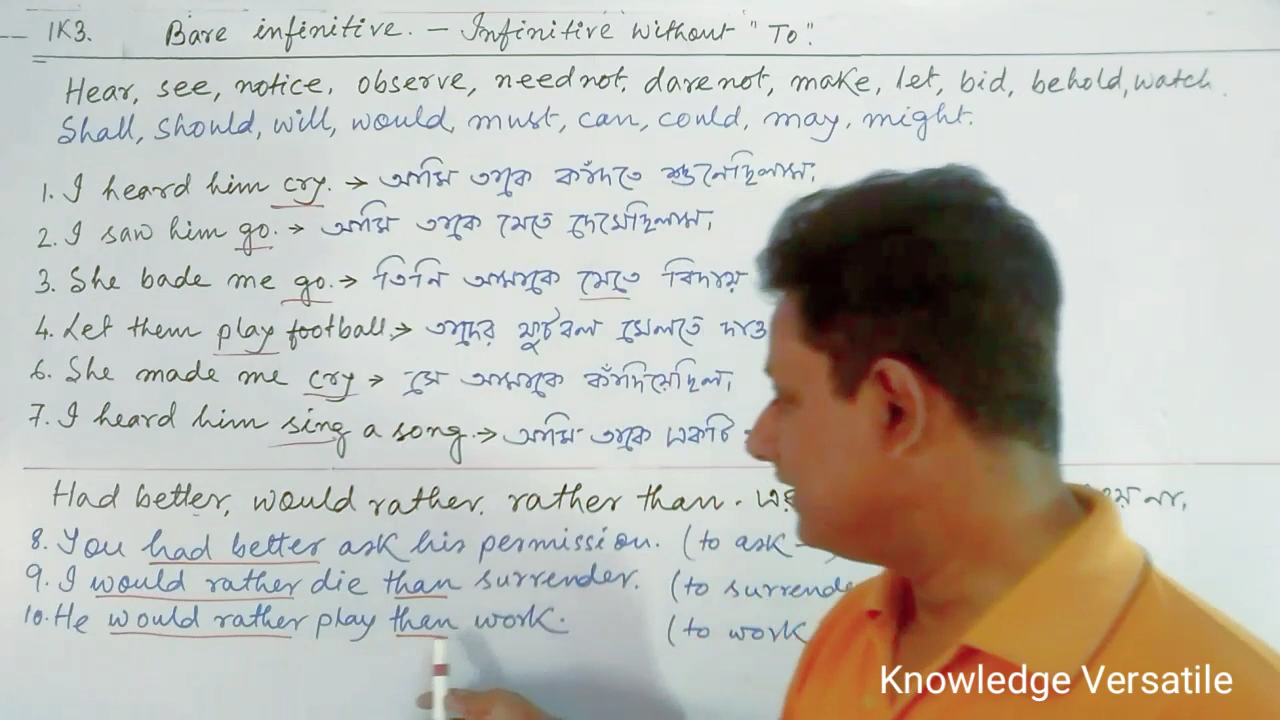 1K3. Bare infinitive. – Infinitive without "To".
Hear, see, notice, observe, need not, dare not, make, let, bid, behold, watch.
Shall, should, will, would, must, can, could, may, might.
1. I heard him cry. → আমি তাকে কাঁদতে শুনেছিলাম।
2. I saw him go. → আমি তাকে যেতে দেখেছিলাম।
3. She bade me go. → তিনি আমাকে যেতে বিদায়
4. Let them play football. → তাদের ফুটবল খেলতে দাও
6. She made me cry → সে আমাকে কাঁদিয়েছিল।
7. I heard him sing a song. → আমি তাকে একটি
Had better, would rather, rather than.
8. You had better ask his permission. (to ask –
9. I would rather die than surrender. (to surrende
10. He would rather play than work. (to work
Knowledge Versatile